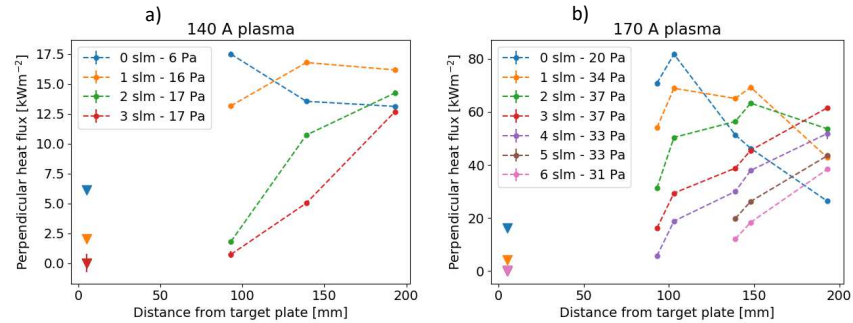 a)
140 A plasma
Perpendicular heat flux [kWm⁻²]
17.5
15.0
12.5
10.0
7.5
5.0
2.5
0.0
0 slm - 6 Pa
1 slm - 16 Pa
2 slm - 17 Pa
3 slm - 17 Pa
0 50 100 150 200
Distance from target plate [mm]
b)
170 A plasma
Perpendicular heat flux [kWm⁻²]
80
60
40
20
0
0 slm - 20 Pa
1 slm - 34 Pa
2 slm - 37 Pa
3 slm - 37 Pa
4 slm - 33 Pa
5 slm - 33 Pa
6 slm - 31 Pa
0 50 100 150 200
Distance from target plate [mm]